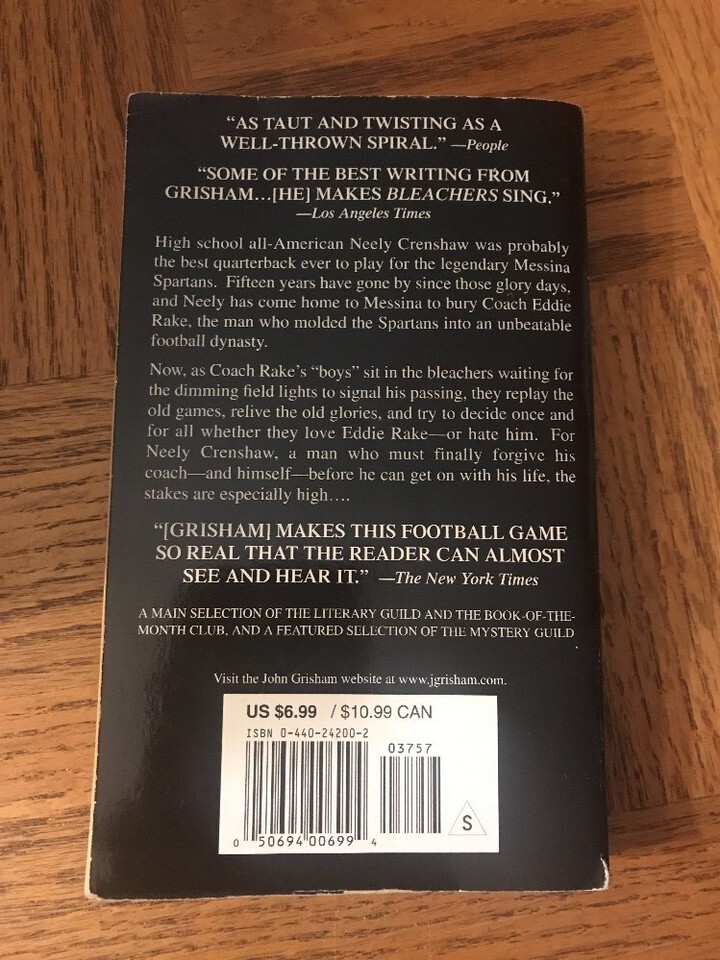 “AS TAUT AND TWISTING AS A
WELL-THROWN SPIRAL.” —People
“SOME OF THE BEST WRITING FROM
GRISHAM…[HE] MAKES BLEACHERS SING.”
—Los Angeles Times
High school all-American Neely Crenshaw was probably
the best quarterback ever to play for the legendary Messina
Spartans. Fifteen years have gone by since those glory days,
and Neely has come home to Messina to bury Coach Eddie
Rake, the man who molded the Spartans into an unbeatable
football dynasty.
Now, as Coach Rake’s “boys” sit in the bleachers waiting for
the dimming field lights to signal his passing, they replay the
old games, relive the old glories, and try to decide once and
for all whether they love Eddie Rake—or hate him. For
Neely Crenshaw, a man who must finally forgive his
coach—and himself—before he can get on with his life, the
stakes are especially high….
“[GRISHAM] MAKES THIS FOOTBALL GAME
SO REAL THAT THE READER CAN ALMOST
SEE AND HEAR IT.” —The New York Times
A MAIN SELECTION OF THE LITERARY GUILD AND THE BOOK-OF-THE-
MONTH CLUB, AND A FEATURED SELECTION OF THE MYSTERY GUILD
Visit the John Grisham website at www.jgrisham.com.
US $6.99 / $10.99 CAN
ISBN 0-440-24200-2
03757
S
0 50694 00699 4